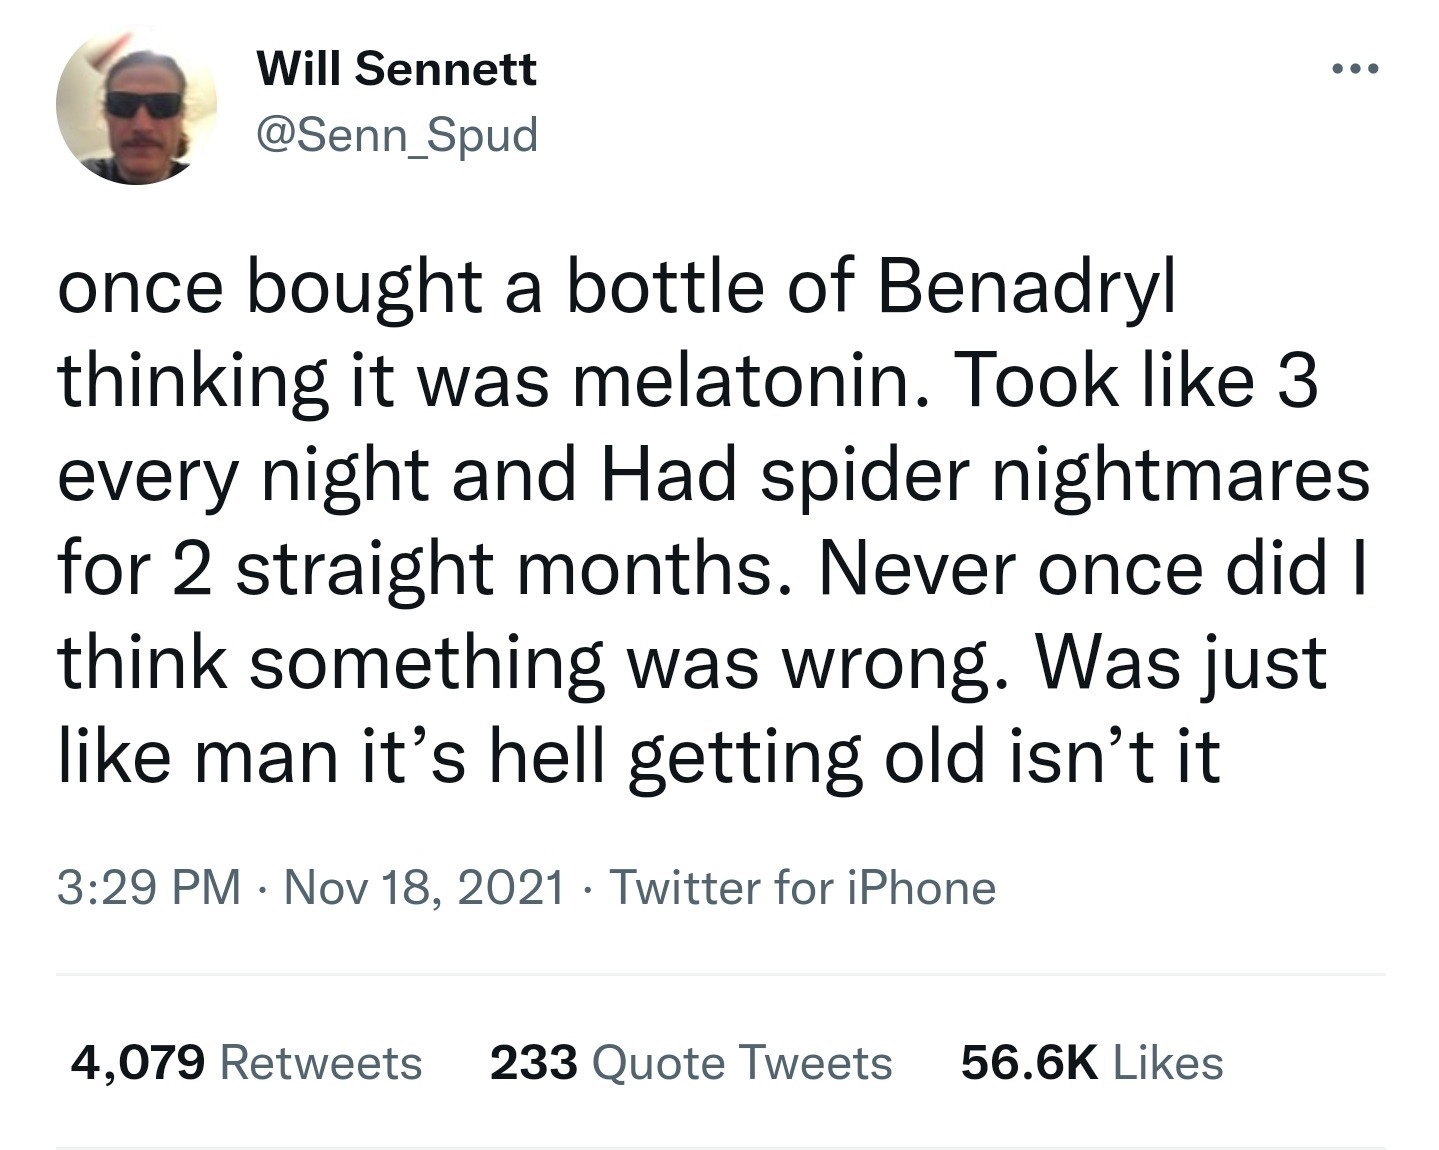 Will Sennett
@Senn_Spud
once bought a bottle of Benadryl
thinking it was melatonin. Took like 3
every night and Had spider nightmares
for 2 straight months. Never once did I
think something was wrong. Was just
like man it’s hell getting old isn’t it
3:29 PM · Nov 18, 2021 · Twitter for iPhone
4,079 Retweets 233 Quote Tweets 56.6K Likes